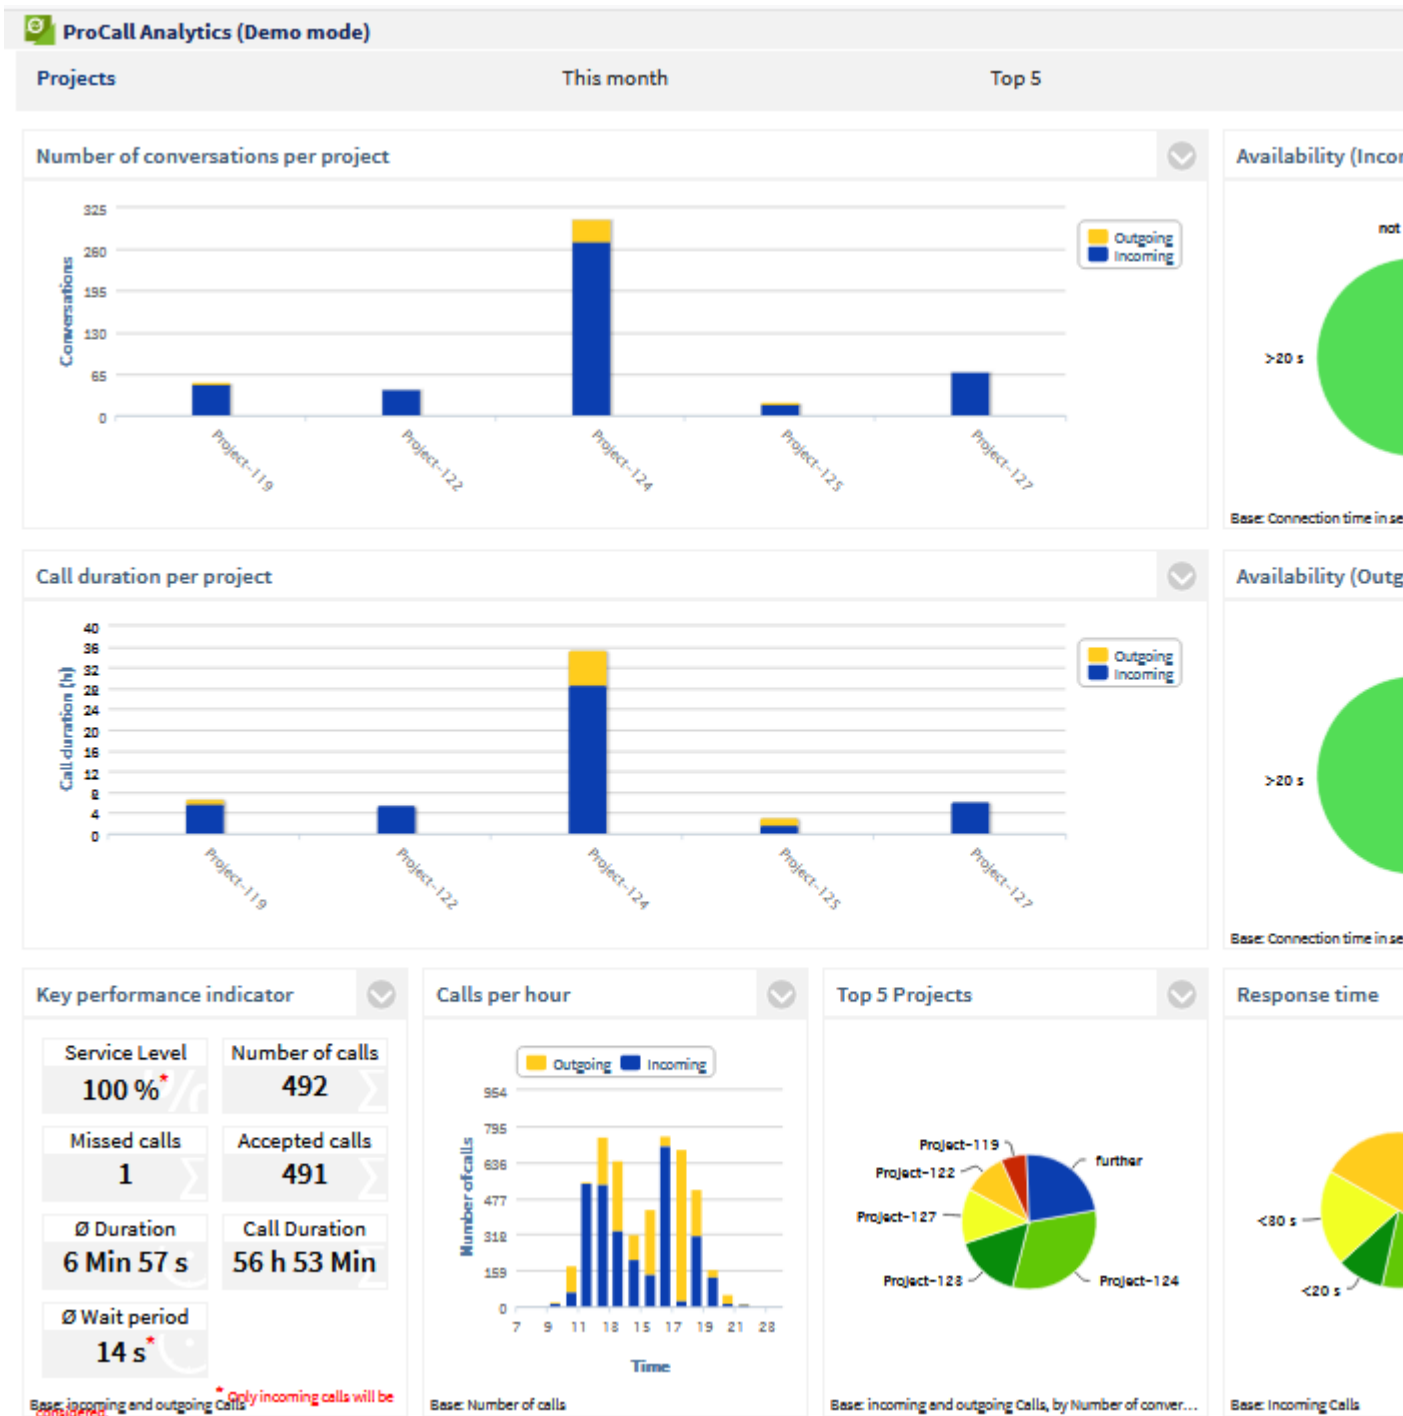 ProCall Analytics (Demo mode)
Projects This month Top 5
Number of conversations per project
325
260
195
130
65
0
Conversations
Outgoing
Incoming
Project-119
Project-122
Project-124
Project-125
Project-127
Availability (Inco
not
>20 s
Base: Connection time in se
Call duration per project
40
36
32
28
24
20
16
12
8
4
0
Call duration (h)
Outgoing
Incoming
Project-119
Project-122
Project-124
Project-125
Project-127
Availability (Outg
>20 s
Base: Connection time in se
Key performance indicator
Service Level
100 %*
Number of calls
492
Missed calls
1
Accepted calls
491
Ø Duration
6 Min 57 s
Call Duration
56 h 53 Min
Ø Wait period
14 s*
* Only incoming calls will be
considered.
Base: incoming and outgoing Calls
Calls per hour
Outgoing Incoming
954
795
636
477
318
159
0
Number of calls
7 9 11 13 15 17 19 21 23
Time
Base: Number of calls
Top 5 Projects
Project-119
further
Project-122
Project-127
Project-123
Project-124
Base: incoming and outgoing Calls, by Number of conver...
Response time
<30 s
<20 s
Base: Incoming Calls